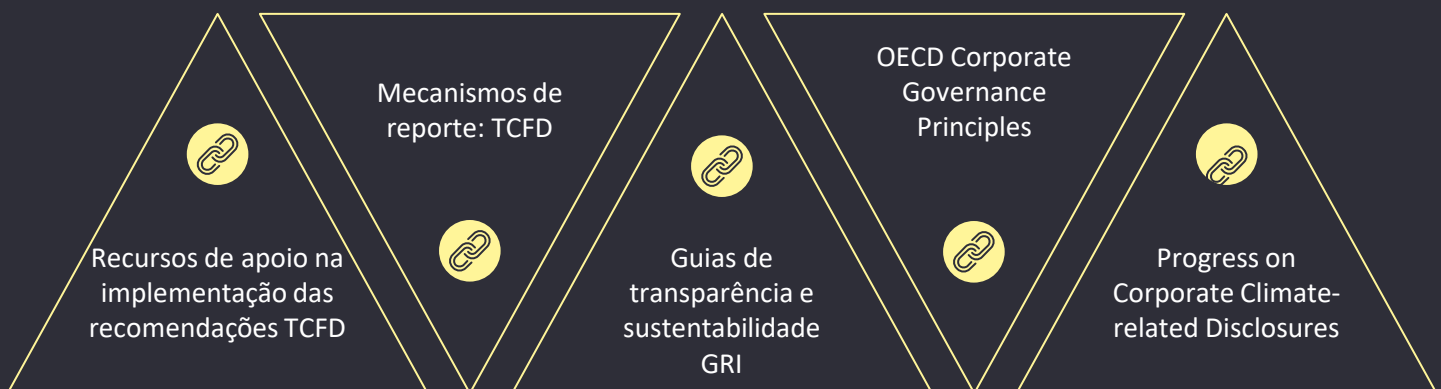 Recursos de apoio na
implementação das
recomendações TCFD
Mecanismos de
reporte: TCFD
Guias de
transparência e
sustentabilidade
GRI
OECD Corporate
Governance
Principles
Progress on
Corporate Climate-
related Disclosures